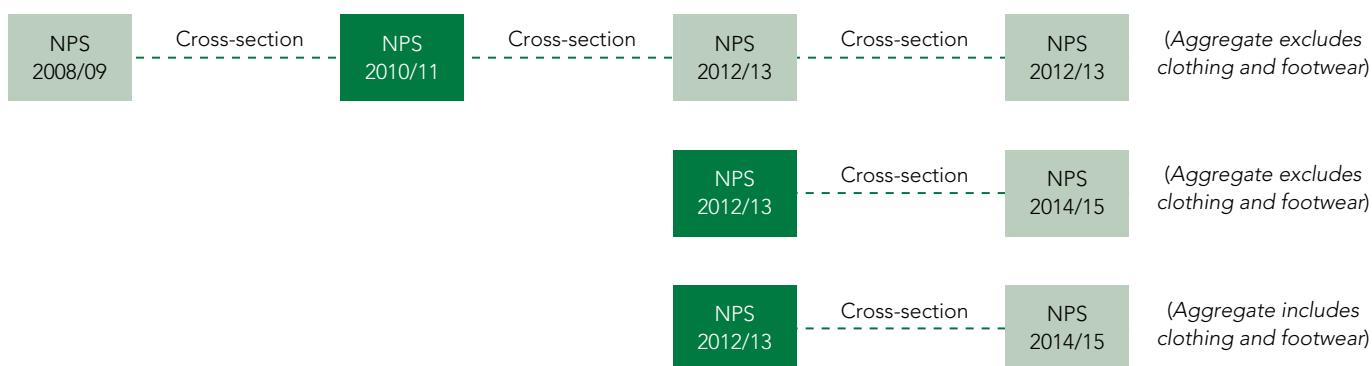 NPS
2008/09
Cross-section
NPS
2010/11
Cross-section
NPS
2012/13
Cross-section
NPS
2012/13
(Aggregate excludes
clothing and footwear)
NPS
2012/13
Cross-section
NPS
2014/15
(Aggregate excludes
clothing and footwear)
NPS
2012/13
Cross-section
NPS
2014/15
(Aggregate includes
clothing and footwear)